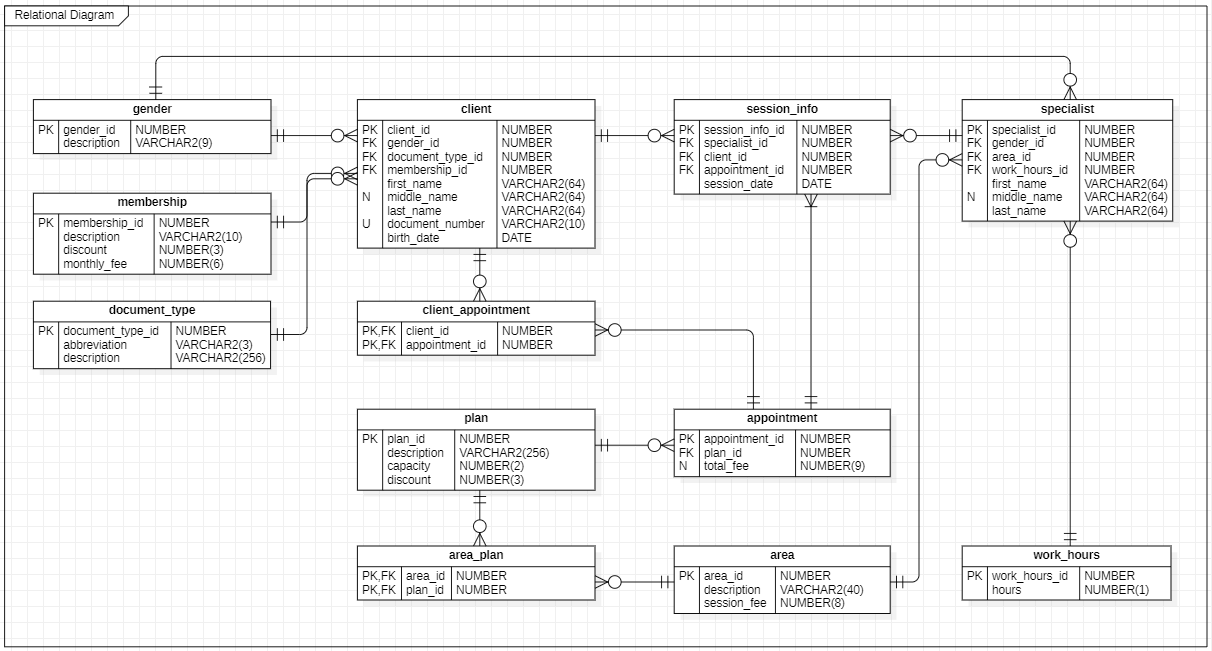 Relational Diagram
gender
PK gender_id NUMBER
description VARCHAR2(9)
client
PK client_id NUMBER
FK gender_id NUMBER
FK document_type_id NUMBER
FK membership_id NUMBER
first_name VARCHAR2(64)
N middle_name VARCHAR2(64)
last_name VARCHAR2(64)
U document_number VARCHAR2(10)
birth_date DATE
session_info
PK session_info_id NUMBER
FK specialist_id NUMBER
FK client_id NUMBER
FK appointment_id NUMBER
session_date DATE
specialist
PK specialist_id NUMBER
FK gender_id NUMBER
FK area_id NUMBER
FK work_hours_id NUMBER
first_name VARCHAR2(64)
N middle_name VARCHAR2(64)
last_name VARCHAR2(64)
membership
PK membership_id NUMBER
description VARCHAR2(10)
discount NUMBER(3)
monthly_fee NUMBER(6)
document_type
PK document_type_id NUMBER
abbreviation VARCHAR2(3)
description VARCHAR2(256)
client_appointment
PK,FK client_id NUMBER
PK,FK appointment_id NUMBER
plan
PK plan_id NUMBER
description VARCHAR2(256)
capacity NUMBER(2)
discount NUMBER(3)
appointment
PK appointment_id NUMBER
FK plan_id NUMBER
N total_fee NUMBER(9)
area_plan
PK,FK area_id NUMBER
PK,FK plan_id NUMBER
area
PK area_id NUMBER
description VARCHAR2(40)
session_fee NUMBER(8)
work_hours
PK work_hours_id NUMBER
hours NUMBER(1)